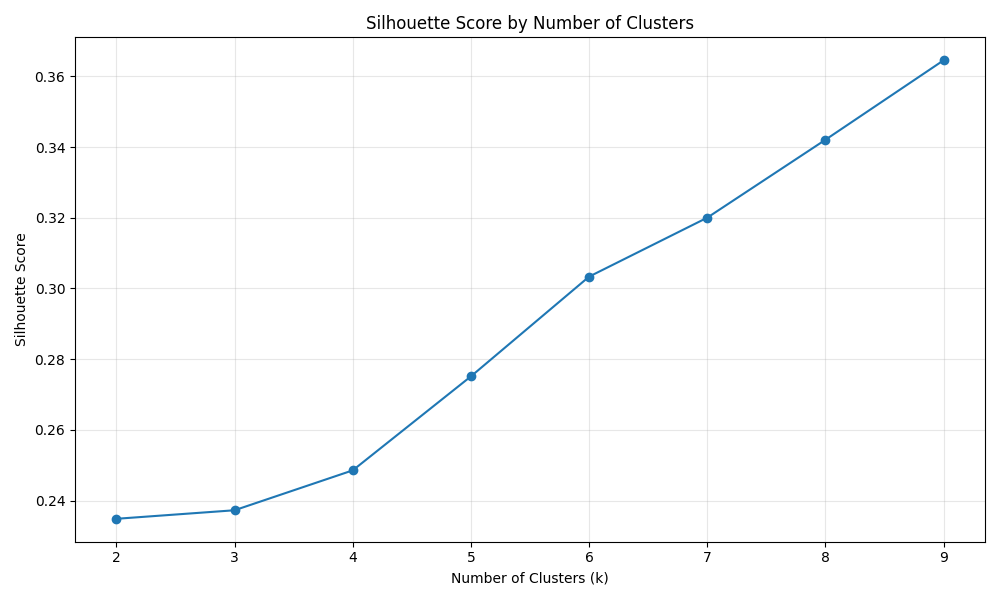 Silhouette Score by Number of Clusters
Silhouette Score
0.36
0.34
0.32
0.30
0.28
0.26
0.24
2 3 4 5 6 7 8 9
Number of Clusters (k)